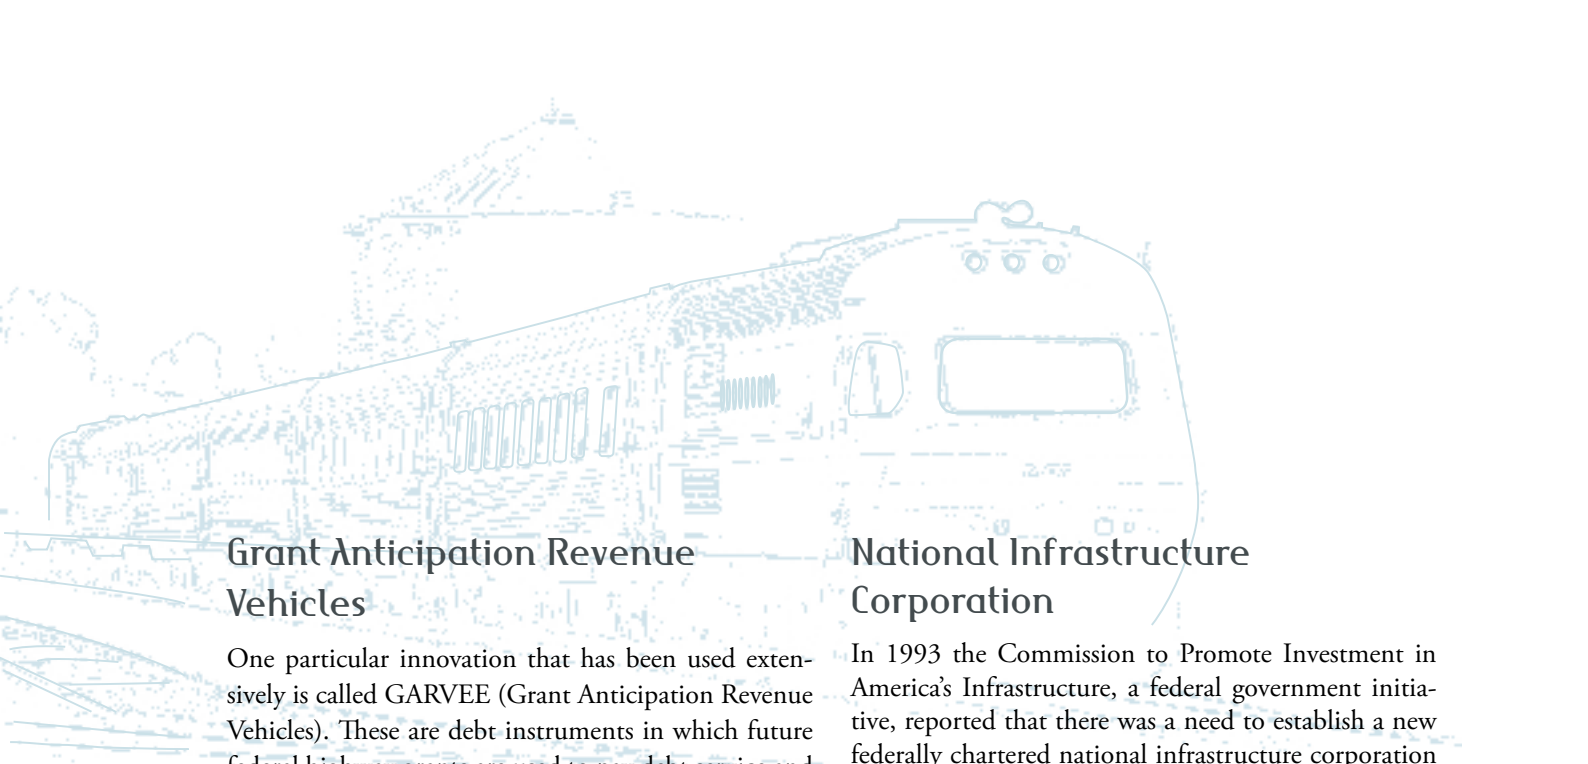 Grant Anticipation Revenue
Vehicles
One particular innovation that has been used exten-
sively is called GARVEE (Grant Anticipation Revenue
Vehicles). These are debt instruments in which future
National Infrastructure
Corporation
In 1993 the Commission to Promote Investment in
America's Infrastructure, a federal government initia-
tive, reported that there was a need to establish a new
federally chartered national infrastructure corporation